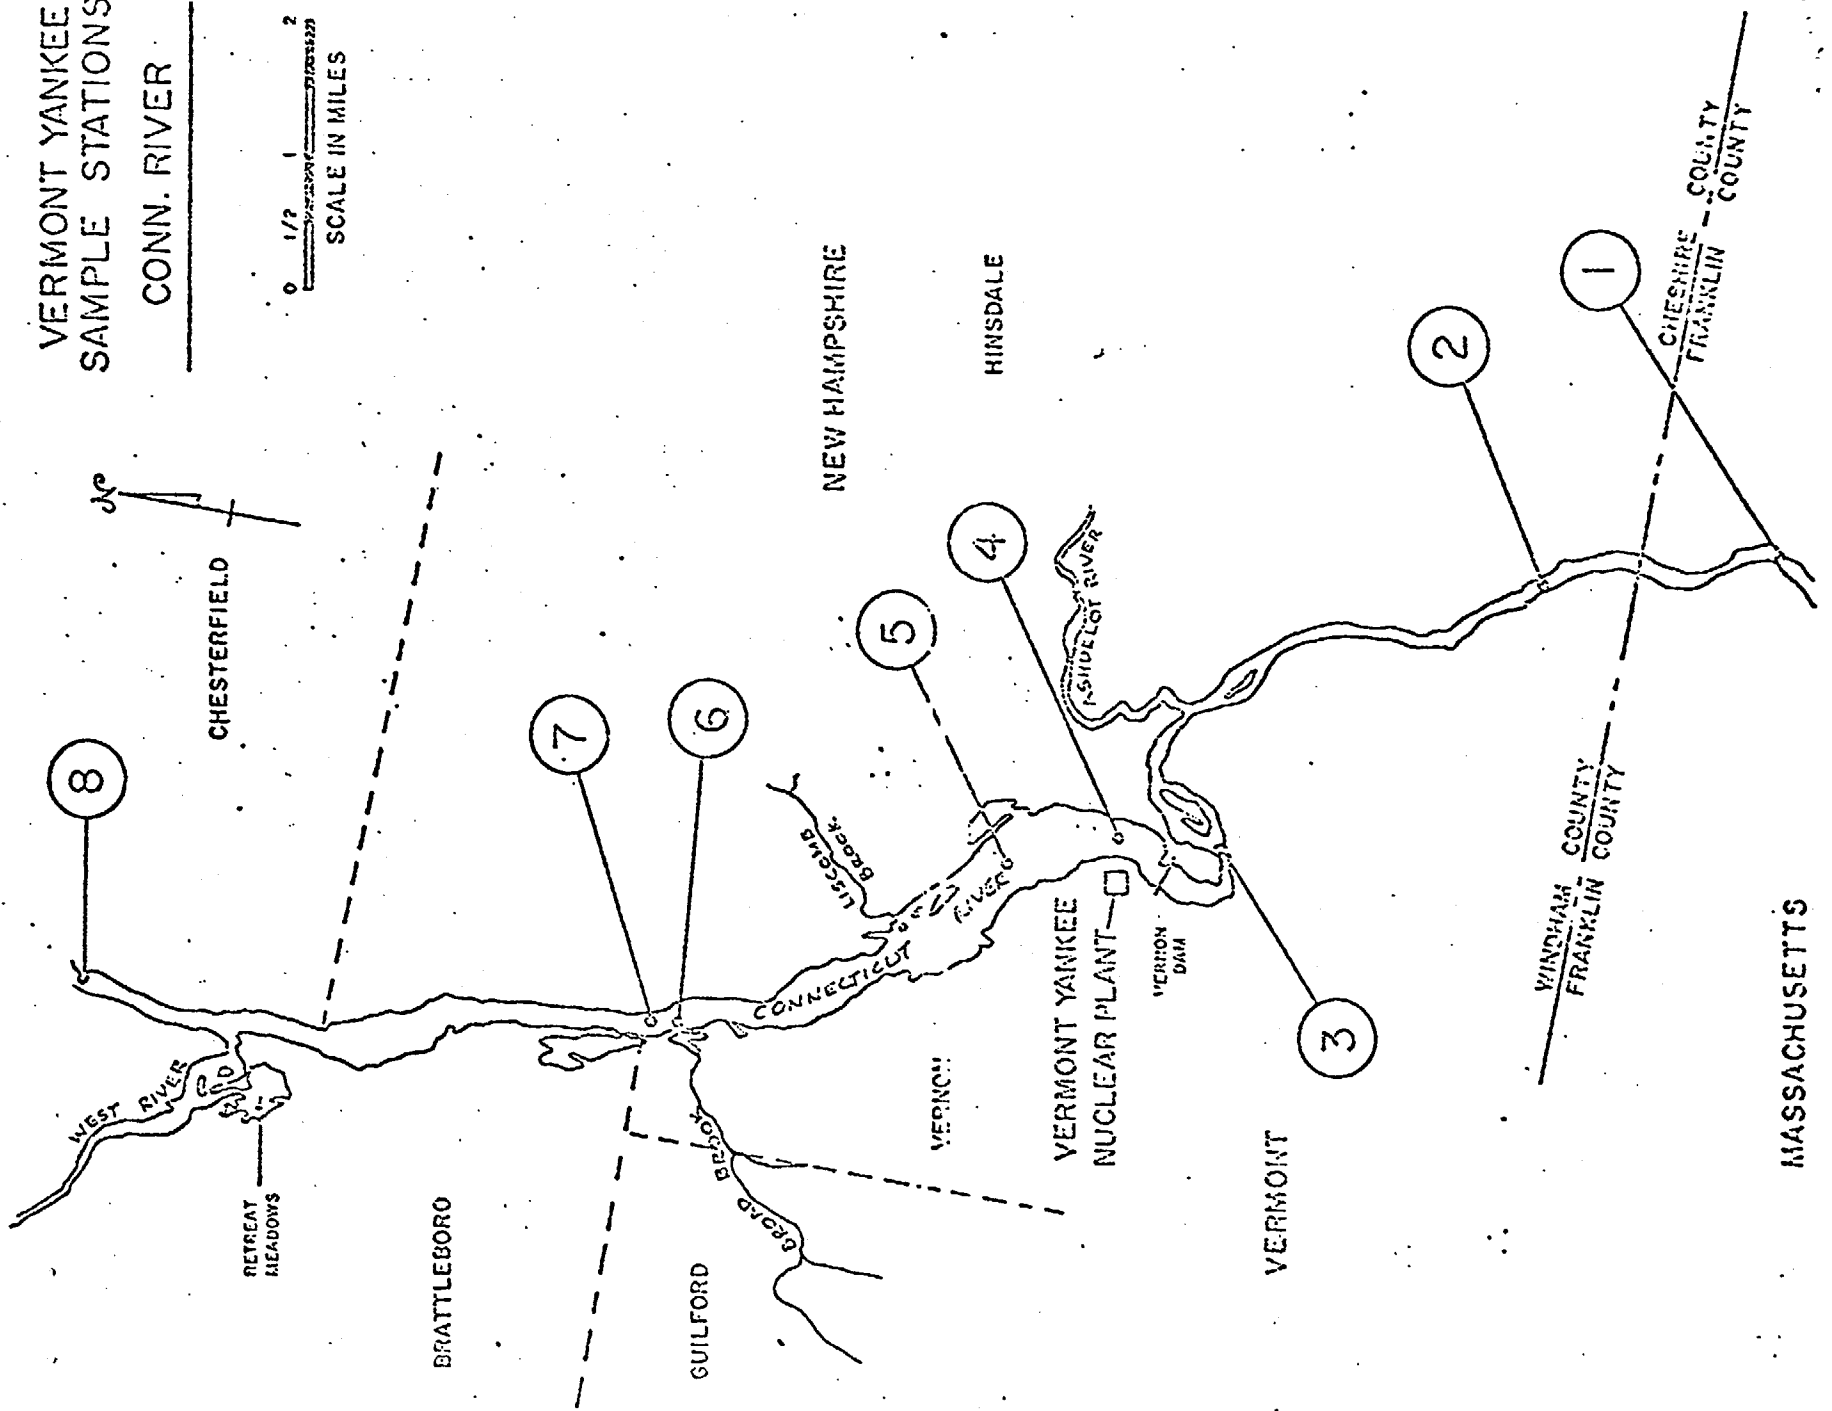 VERMONT YANKEE
SAMPLE STATIONS
CONN. RIVER
0 1/2 1 2
SCALE IN MILES
N
CHESTERFIELD
8
WEST RIVER
RETREAT
MEADOWS
BRATTLEBORO
7
6
GUILFORD
BROAD BROOK
LISCOMB
BROOK
CONNECTICUT RIVER
NEW HAMPSHIRE
HINSDALE
5
4
ASHUELOT RIVER
VERNON
VERMONT YANKEE
NUCLEAR PLANT
VERNON
DAM
3
VERMONT
2
1
CHESHIRE COUNTY
FRANKLIN COUNTY
WINDHAM COUNTY
FRANKLIN COUNTY
MASSACHUSETTS